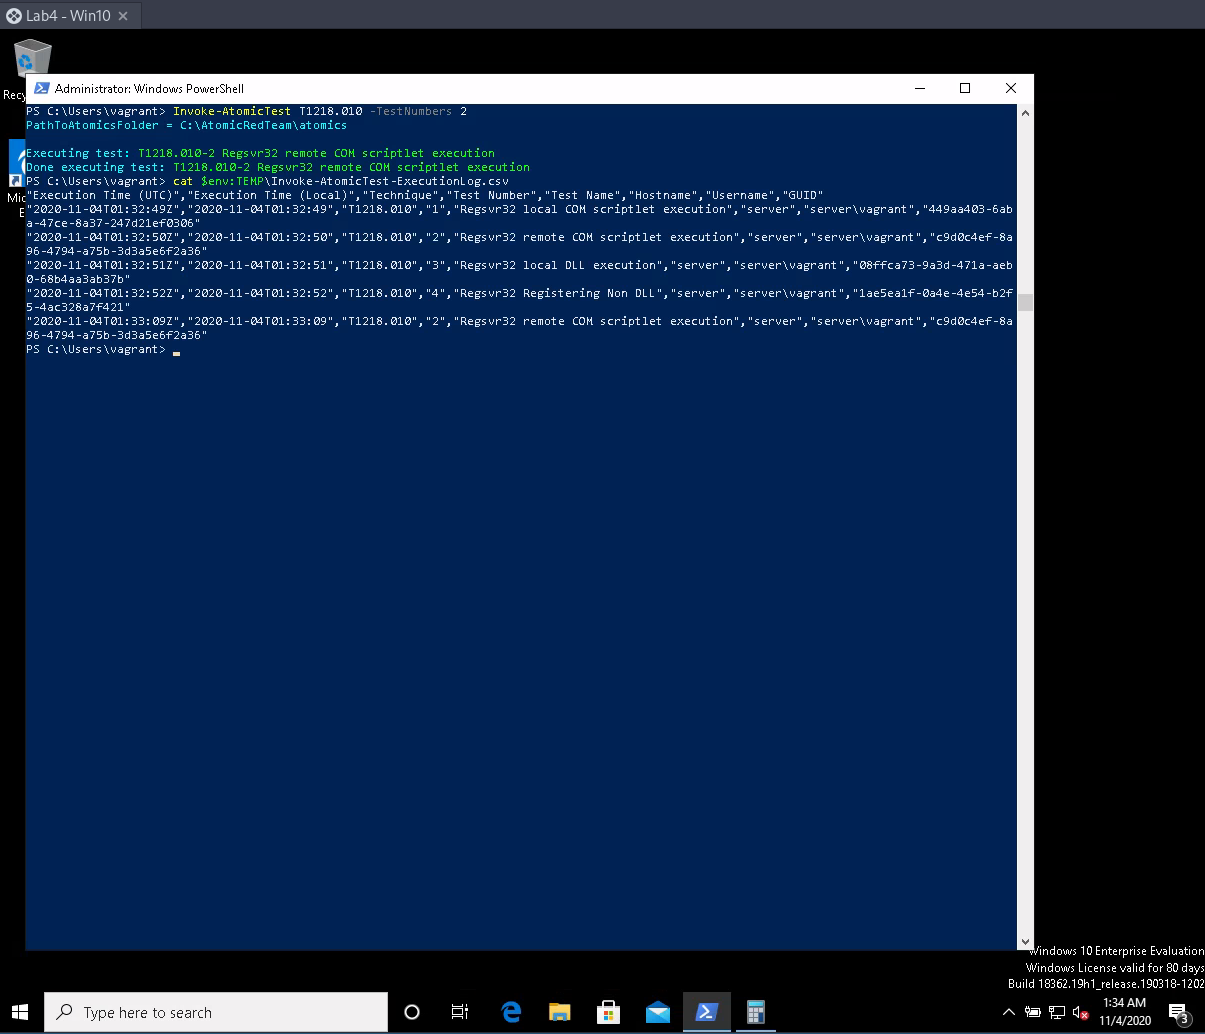 Lab4 - Win10
Administrator: Windows PowerShell
PS C:\Users\vagrant> Invoke-AtomicTest T1218.010 -TestNumbers 2
PathToAtomicsFolder = C:\AtomicRedTeam\atomics
Executing test: T1218.010-2 Regsvr32 remote COM scriptlet execution
Done executing test: T1218.010-2 Regsvr32 remote COM scriptlet execution
PS C:\Users\vagrant> cat $env:TEMP\Invoke-AtomicTest-ExecutionLog.csv
"Execution Time (UTC)","Execution Time (Local)","Technique","Test Number","Test Name","Hostname","Username","GUID"
"2020-11-04T01:32:49Z","2020-11-04T01:32:49","T1218.010","1","Regsvr32 local COM scriptlet execution","server","server\vagrant","449aa403-6ab
a-47ce-8a37-247d21ef0306"
"2020-11-04T01:32:50Z","2020-11-04T01:32:50","T1218.010","2","Regsvr32 remote COM scriptlet execution","server","server\vagrant","c9d0c4ef-8a
96-4794-a75b-3d3a5e6f2a36"
"2020-11-04T01:32:51Z","2020-11-04T01:32:51","T1218.010","3","Regsvr32 local DLL execution","server","server\vagrant","08ffca73-9a3d-471a-aeb
0-68b4aa3ab37b"
"2020-11-04T01:32:52Z","2020-11-04T01:32:52","T1218.010","4","Regsvr32 Registering Non DLL","server","server\vagrant","1ae5ea1f-0a4e-4e54-b2f
5-4ac328a7f421"
"2020-11-04T01:33:09Z","2020-11-04T01:33:09","T1218.010","2","Regsvr32 remote COM scriptlet execution","server","server\vagrant","c9d0c4ef-8a
96-4794-a75b-3d3a5e6f2a36"
PS C:\Users\vagrant>
Recy
Mic
E
Windows 10 Enterprise Evaluation
Windows License valid for 80 days
Build 18362.19h1_release.190318-1202
Type here to search
1:34 AM
11/4/2020
3